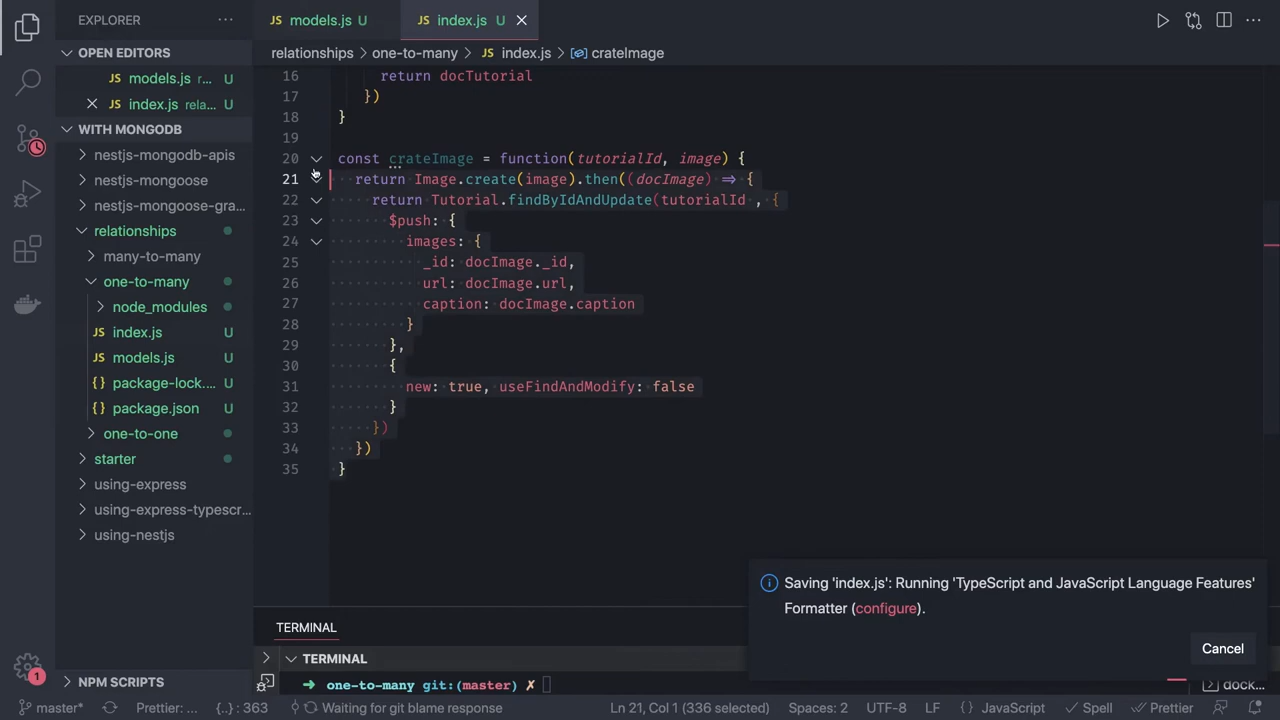 EXPLORER
OPEN EDITORS
models.js r... U
index.js rela... U
WITH MONGODB
nestjs-mongodb-apis
nestjs-mongoose
nestjs-mongoose-gra...
relationships
many-to-many
one-to-many
node_modules
index.js U
models.js U
package-lock.... U
package.json U
one-to-one
starter
using-express
using-express-typescr...
using-nestjs
NPM SCRIPTS
1
models.js U
index.js U
relationships > one-to-many > JS index.js > crateImage
16 return docTutorial
17 })
18 }
19
20 const crateImage = function(tutorialId, image) {
21 return Image.create(image).then((docImage) => {
22 return Tutorial.findByIdAndUpdate(tutorialId , {
23 $push: {
24 images: {
25 _id: docImage._id,
26 url: docImage.url,
27 caption: docImage.caption
28 }
29 },
30 {
31 new: true, useFindAndModify: false
32 }
33 })
34 })
35 }
Saving 'index.js': Running 'TypeScript and JavaScript Language Features'
Formatter (configure).
Cancel
TERMINAL
TERMINAL
→ one-to-many git:(master) ✗
dock...
master* Prettier: ... {..} : 363 Waiting for git blame response Ln 21, Col 1 (336 selected) Spaces: 2 UTF-8 LF {} JavaScript Spell Prettier